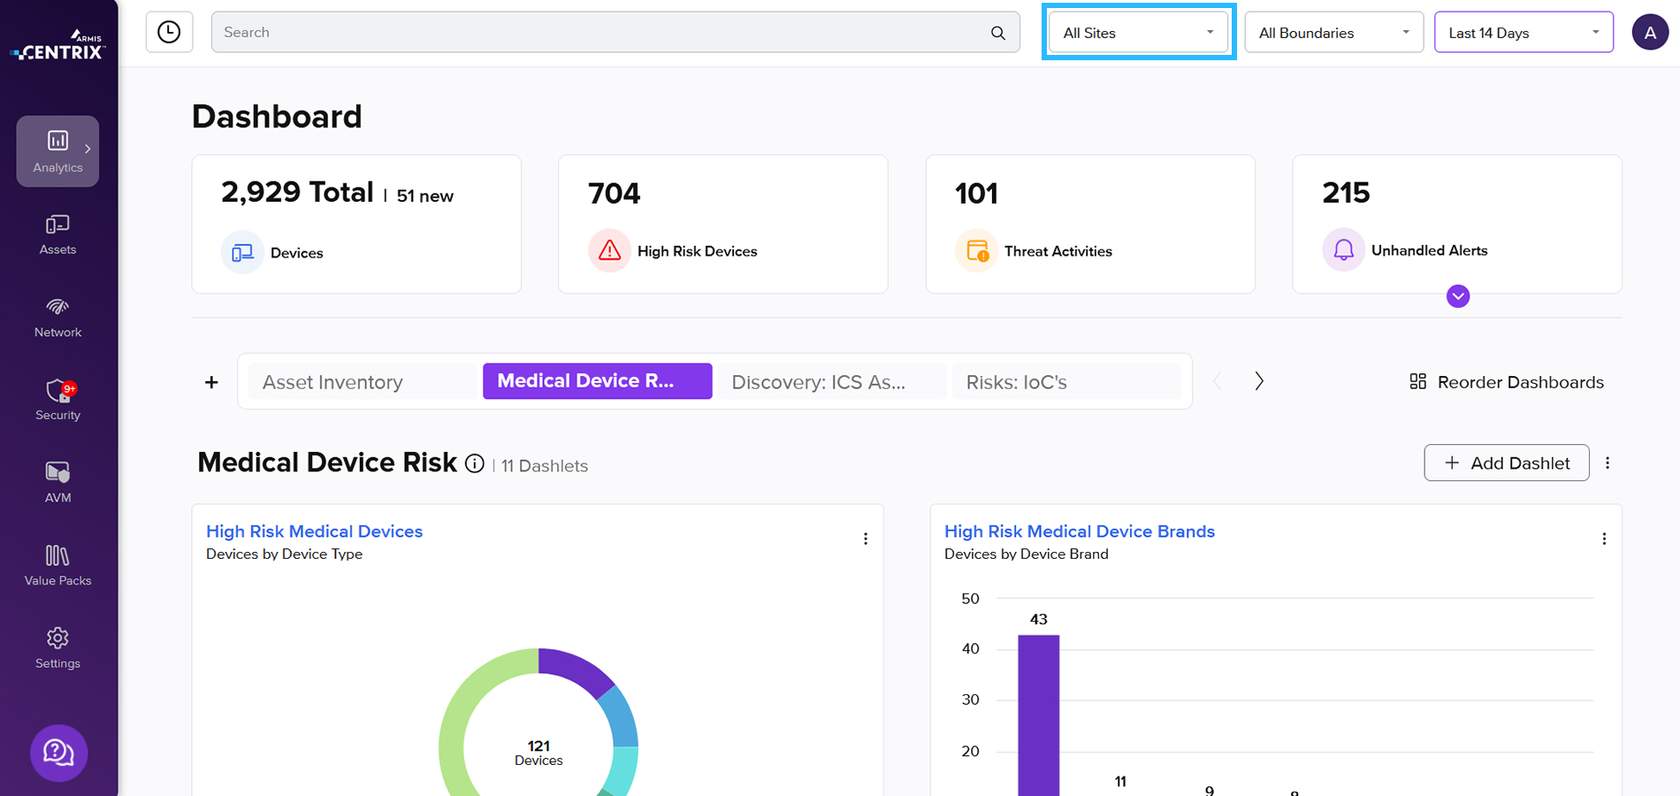 ARMIS
CENTRIX
Search
All Sites
All Boundaries
Last 14 Days
A
Analytics
Assets
Network
9+
Security
AVM
Value Packs
Settings
Dashboard
2,929 Total | 51 new
Devices
704
High Risk Devices
101
Threat Activities
215
Unhandled Alerts
+
Asset Inventory
Medical Device R...
Discovery: ICS As...
Risks: IoC's
Reorder Dashboards
Medical Device Risk | 11 Dashlets
+ Add Dashlet
High Risk Medical Devices
Devices by Device Type
121
Devices
High Risk Medical Device Brands
Devices by Device Brand
50
43
40
30
20
11
9